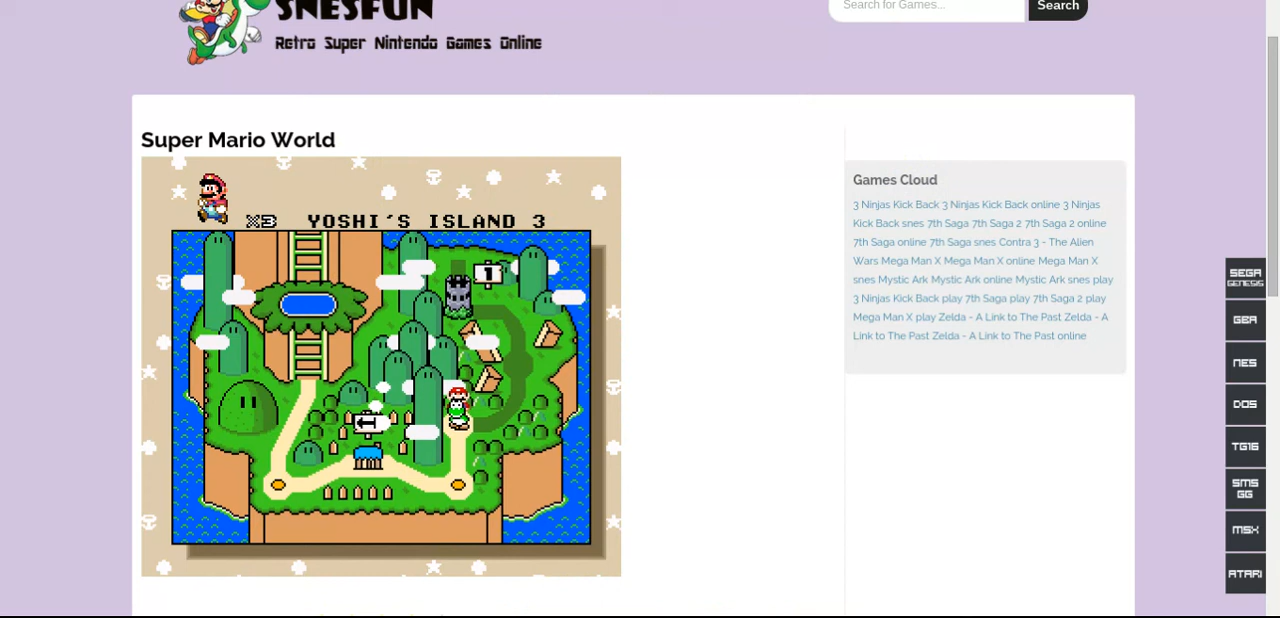 SNESFUN
Search for Games...
Search
Retro Super Nintendo Games Online
Super Mario World
X3 YOSHI'S ISLAND 3
1
Games Cloud
3 Ninjas Kick Back 3 Ninjas Kick Back online 3 Ninjas
Kick Back snes 7th Saga 7th Saga 2 7th Saga 2 online
7th Saga online 7th Saga snes Contra 3 - The Alien
Wars Mega Man X Mega Man X online Mega Man X
snes Mystic Ark Mystic Ark online Mystic Ark snes play
3 Ninjas Kick Back play 7th Saga play 7th Saga 2 play
Mega Man X play Zelda - A Link to The Past Zelda - A
Link to The Past Zelda - A Link to The Past online
SEGA
GENESIS
GBA
NES
DOS
TG16
SMS
GG
MSX
ATARI